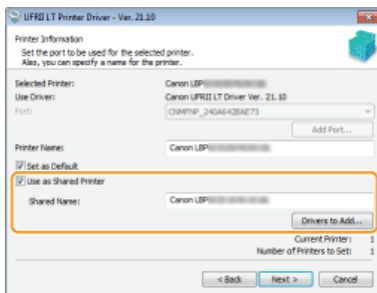 UFRII LT Printer Driver - Ver. 21.10
Printer Information
Set the port to be used for the selected printer.
Also, you can specify a name for the printer.
Selected Printer: Canon LBP
Use Driver: Canon UFRII LT Driver Ver. 21.10
Port: CNMFNP_240A642BAE73
Add Port...
Printer Name: Canon LBP
Set as Default
Use as Shared Printer
Shared Name: Canon LBP
Drivers to Add...
Current Printer: 1
Number of Printers to Set: 1
< Back Next > Cancel